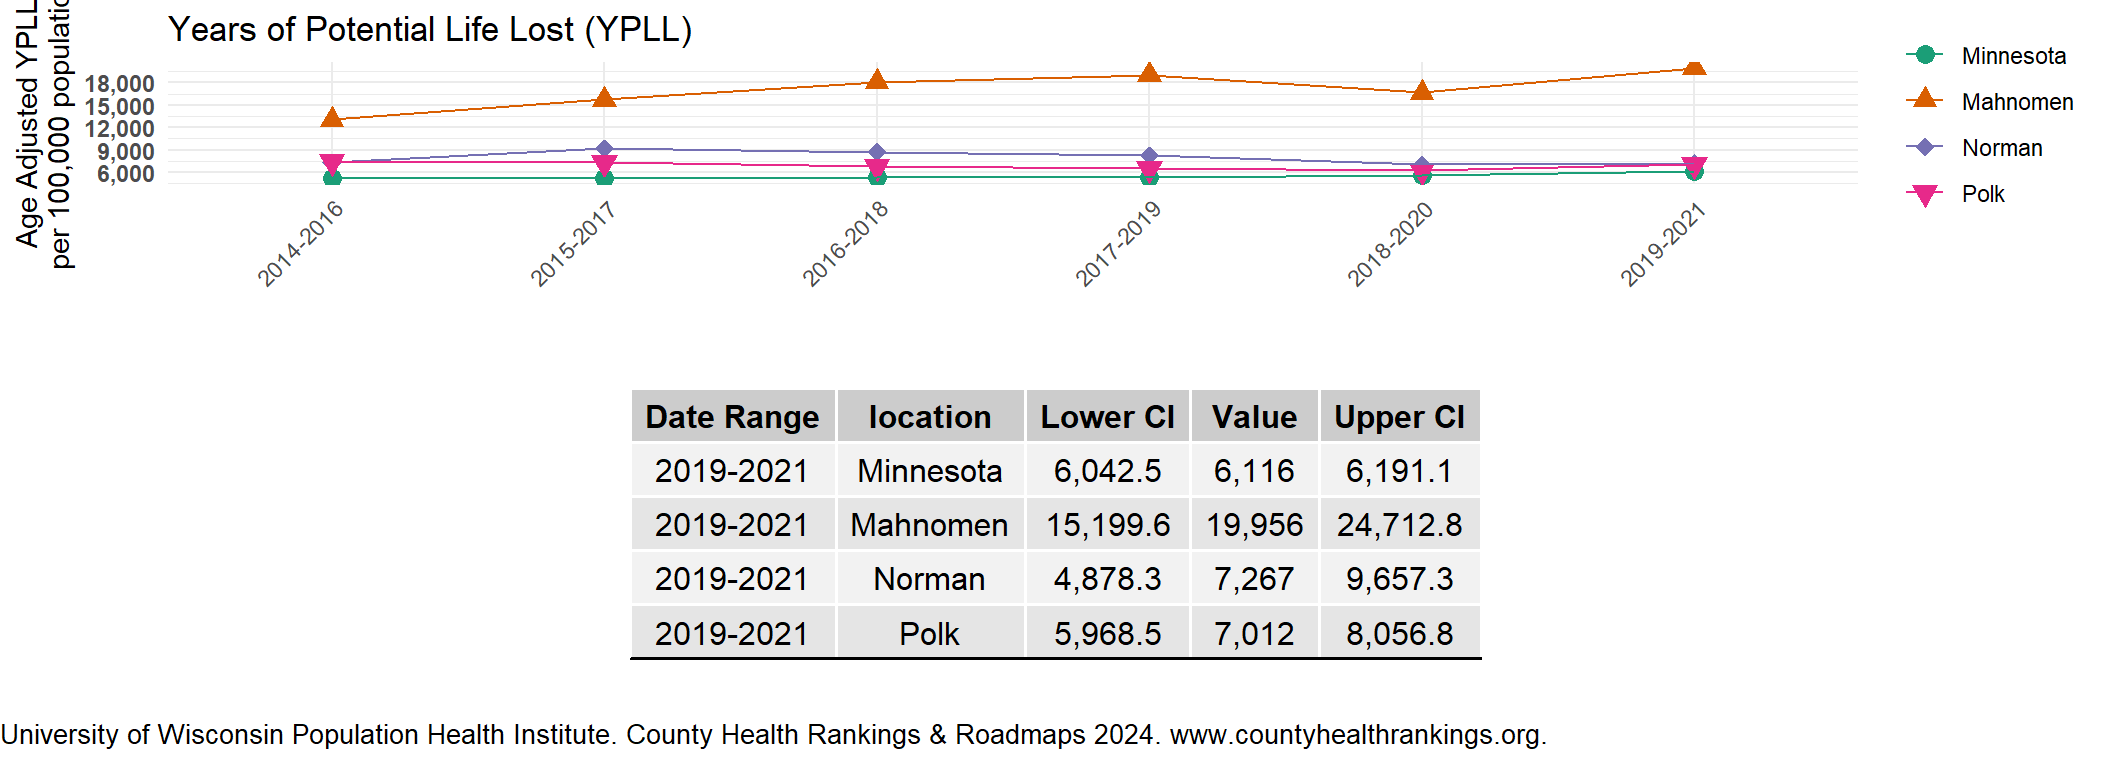 Years of Potential Life Lost (YPLL)
Age Adjusted YPLL
per 100,000
18,000
15,000
12,000
9,000
6,000
2014-2016
2015-2017
2016-2018
2017-2019
2018-2020
2019-2021
Minnesota
Mahnomen
Norman
Polk
Date Range location Lower CI Value Upper CI
2019-2021 Minnesota 6,042.5 6,116 6,191.1
2019-2021 Mahnomen 15,199.6 19,956 24,712.8
2019-2021 Norman 4,878.3 7,267 9,657.3
2019-2021 Polk 5,968.5 7,012 8,056.8
University of Wisconsin Population Health Institute. County Health Rankings & Roadmaps 2024. www.countyhealthrankings.org.